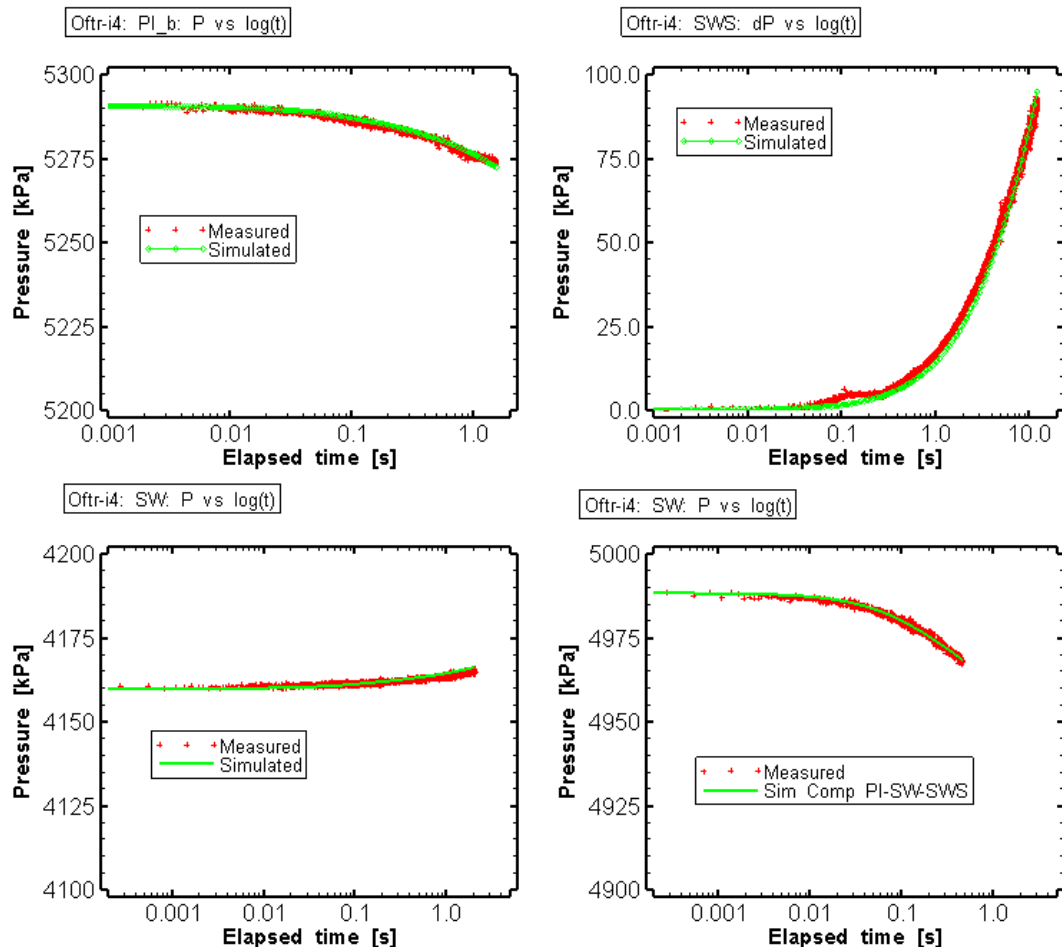 Oftr-i4: PI_b: P vs log(t)
5300
5275
5250
5225
5200
Pressure [kPa]
Measured
Simulated
0.001
0.01
0.1
1.0
Elapsed time [s]
Oftr-i4: SWS: dP vs log(t)
100.0
75.0
50.0
25.0
0.0
Pressure [kPa]
Measured
Simulated
0.001
0.01
0.1
1.0
10.0
Elapsed time [s]
Oftr-i4: SW: P vs log(t)
4200
4175
4150
4125
4100
Pressure [kPa]
Measured
Simulated
0.001
0.01
0.1
1.0
Elapsed time [s]
Oftr-i4: SW: P vs log(t)
5000
4975
4950
4925
4900
Pressure [kPa]
Measured
Sim Comp PI-SW-SWS
0.001
0.01
0.1
1.0
Elapsed time [s]